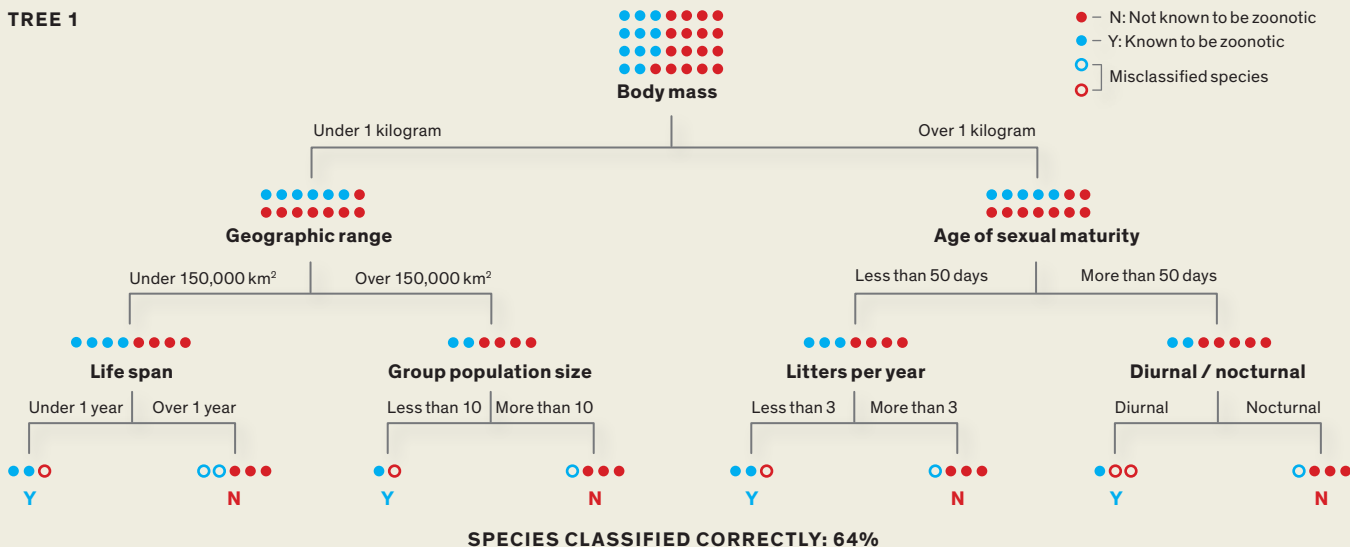 TREE 1
N: Not known to be zoonotic
Y: Known to be zoonotic
Misclassified species
Body mass
Under 1 kilogram
Over 1 kilogram
Geographic range
Age of sexual maturity
Under 150,000 km²
Over 150,000 km²
Less than 50 days
More than 50 days
Life span
Group population size
Litters per year
Diurnal / nocturnal
Under 1 year
Over 1 year
Less than 10
More than 10
Less than 3
More than 3
Diurnal
Nocturnal
Y
N
Y
N
Y
N
Y
N
SPECIES CLASSIFIED CORRECTLY: 64%